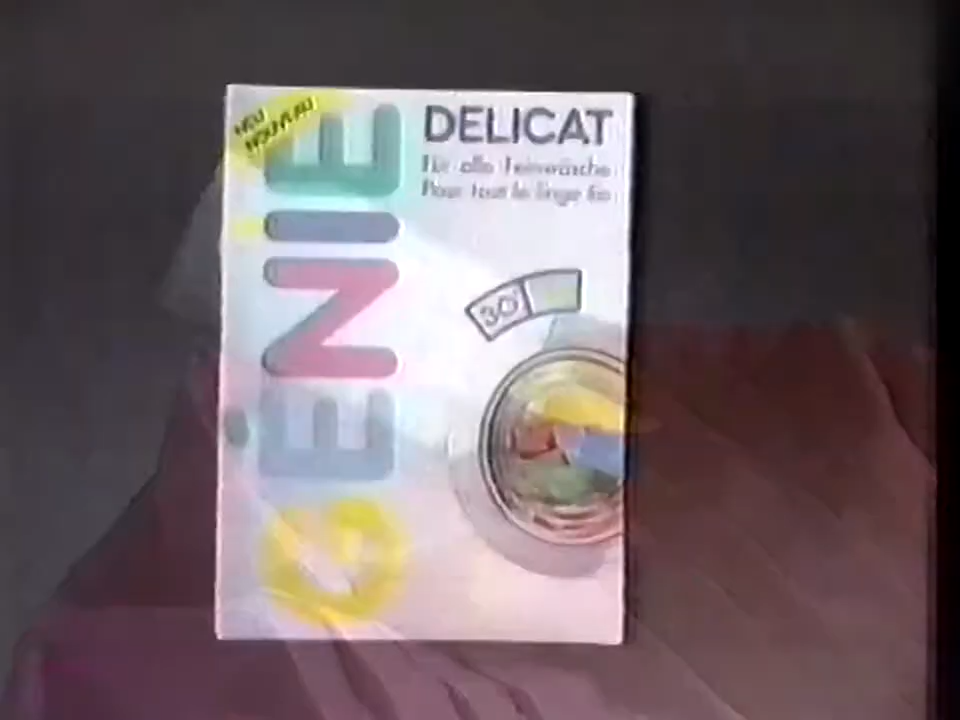 NEU
NOUVEAU
GENIE
DELICAT
Für alle Feinwäsche
Pour tout le linge fin
30°